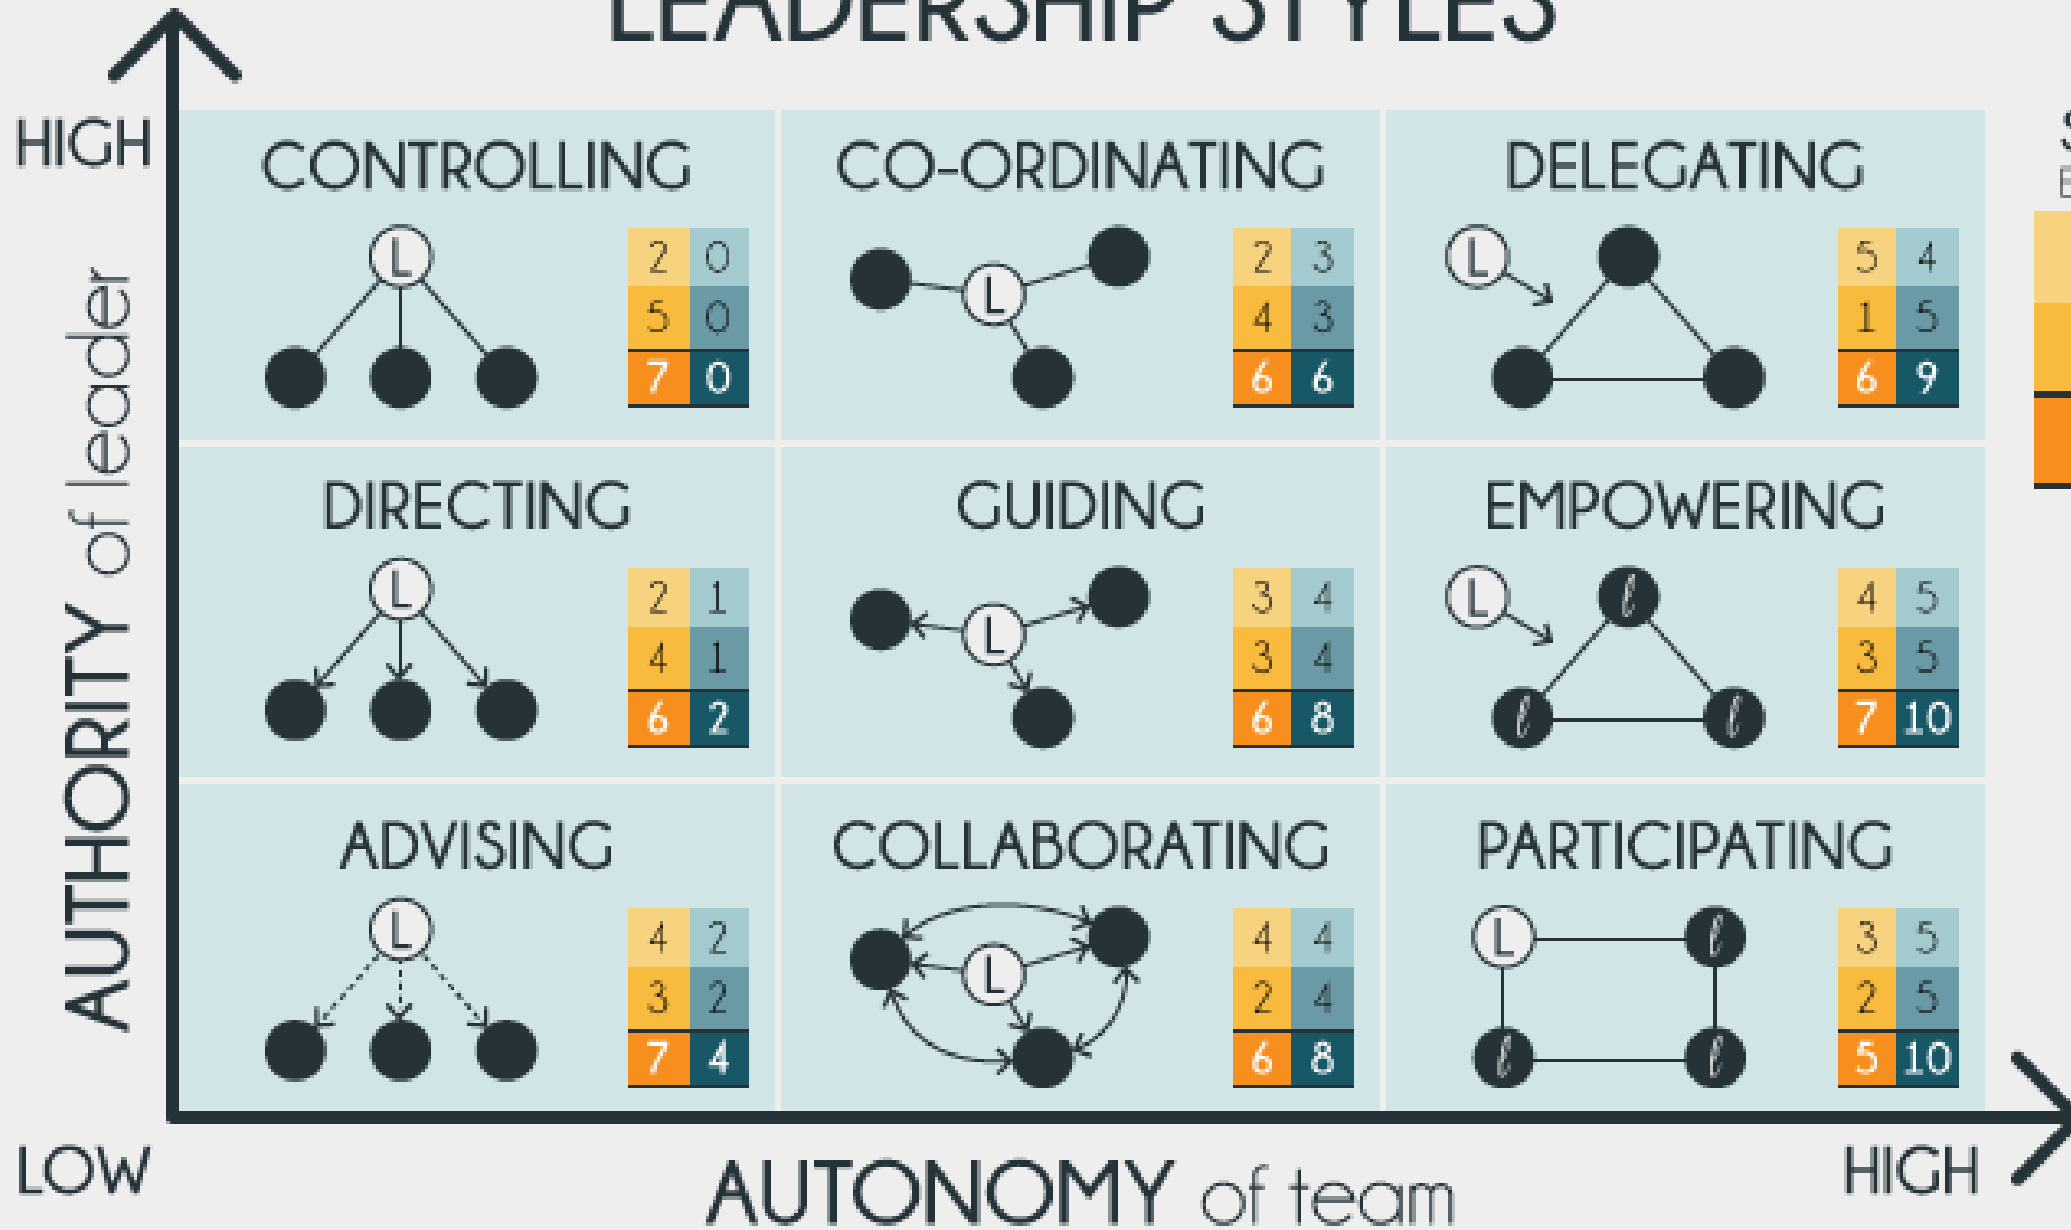 LEADERSHIP STYLES
HIGH
AUTHORITY of leader
LOW
CONTROLLING
L
2 0
5 0
7 0
CO-ORDINATING
L
2 3
4 3
6 6
DELEGATING
L
5 4
1 5
6 9
DIRECTING
L
2 1
4 1
6 2
GUIDING
L
3 4
3 4
6 8
EMPOWERING
L
ℓ
ℓ ℓ
4 5
3 5
7 10
ADVISING
L
4 2
3 2
7 4
COLLABORATING
L
4 4
2 4
6 8
PARTICIPATING
L ℓ
ℓ ℓ
3 5
2 5
5 10
AUTONOMY of team
HIGH